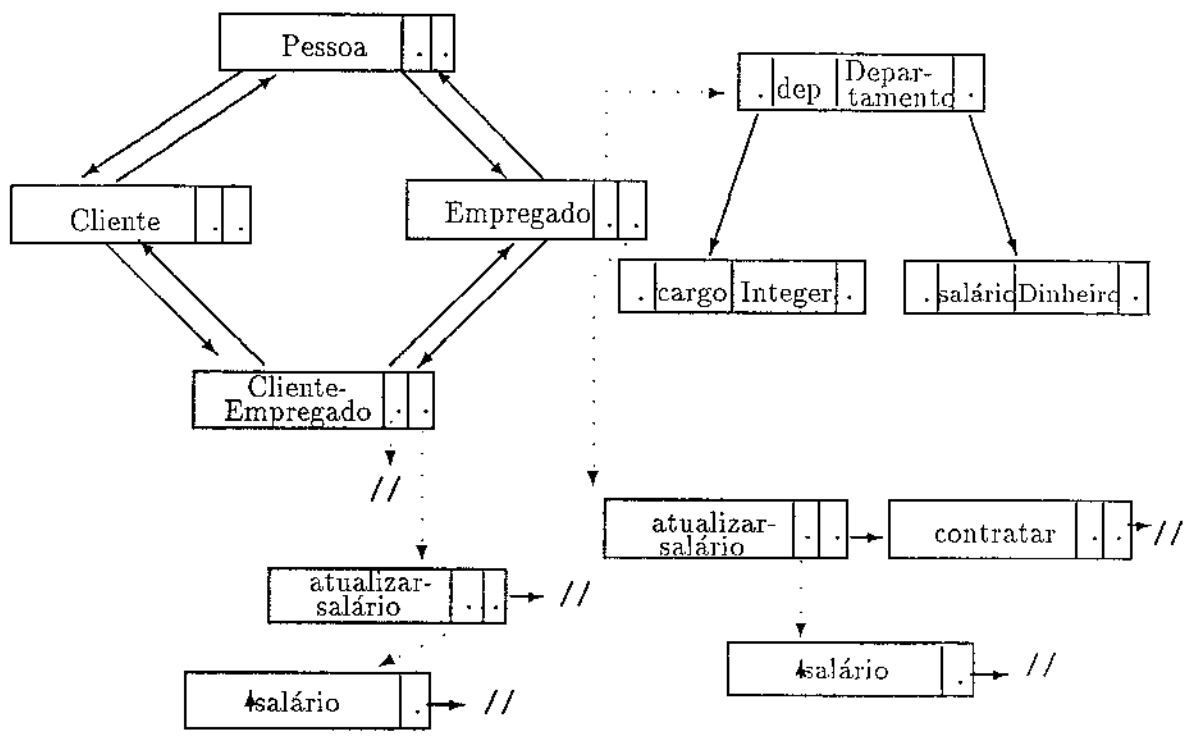 Pessoa
dep
Depar-
tamento
Cliente
Empregado
cargo
Integer
salário
Dinheiro
Cliente-
Empregado
//
atualizar-
salário
contratar
//
atualizar-
salário
//
salário
//
salário
//